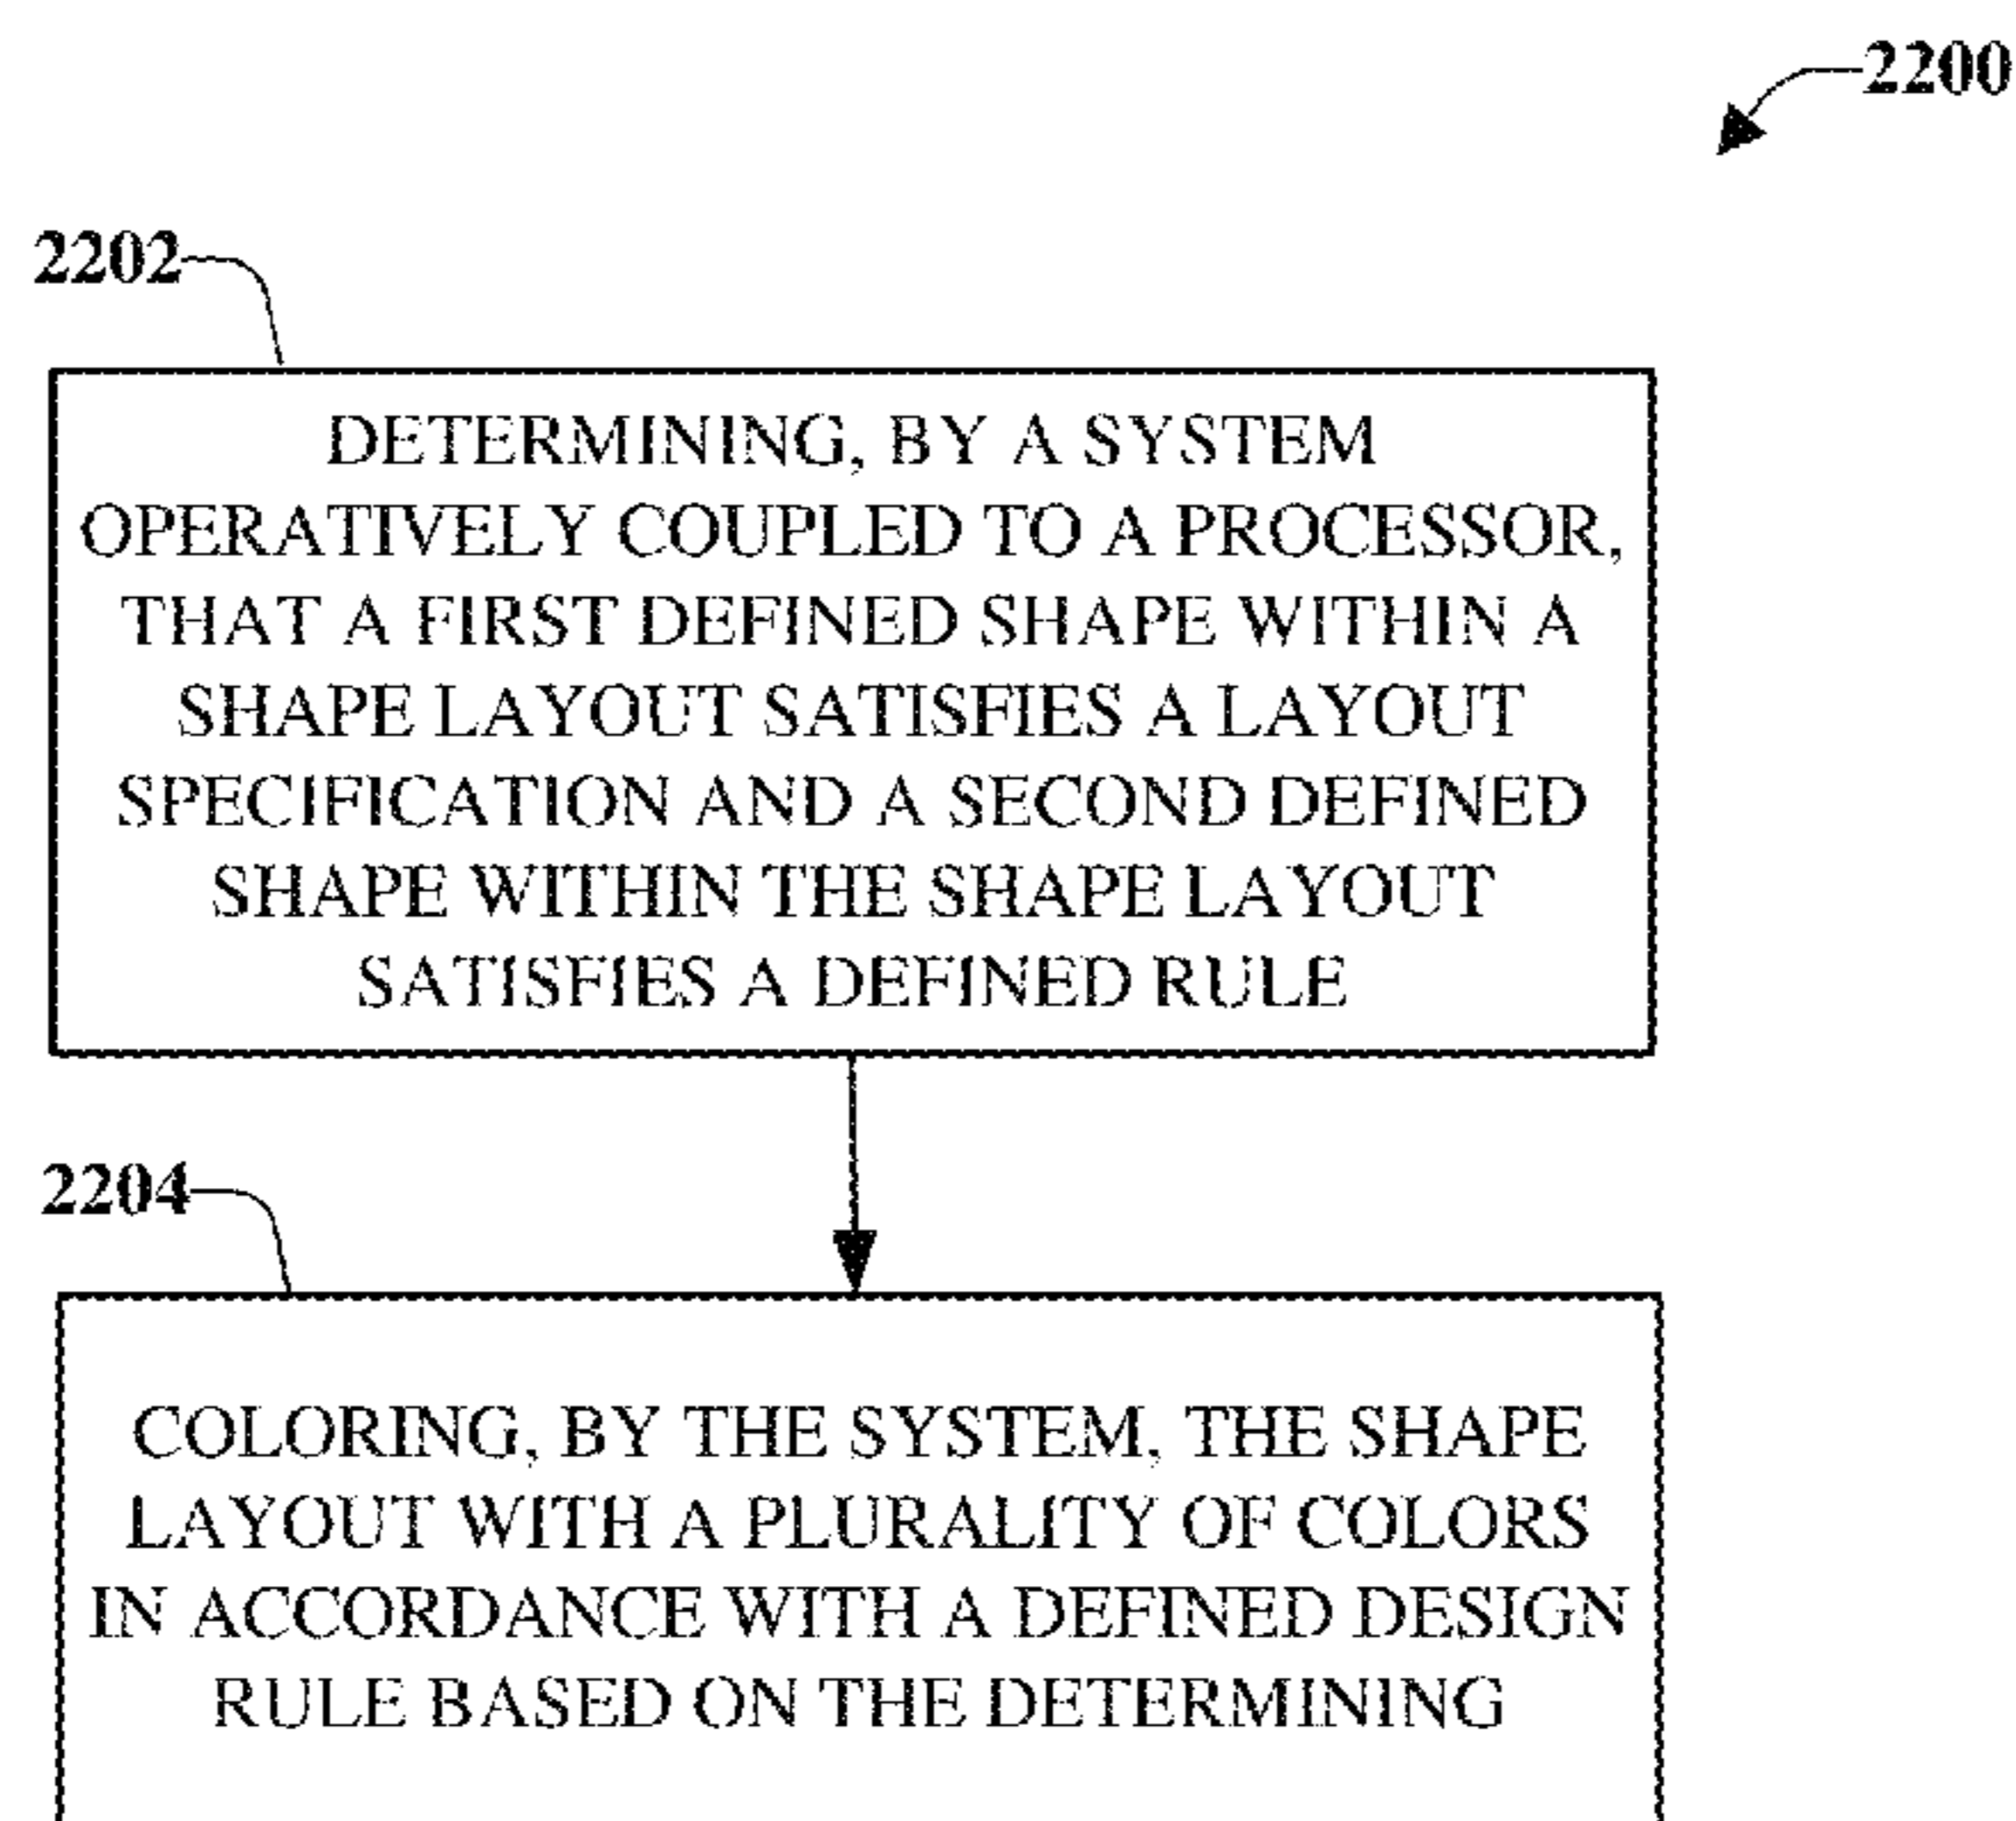 2200
2202
DETERMINING, BY A SYSTEM
OPERATIVELY COUPLED TO A PROCESSOR,
THAT A FIRST DEFINED SHAPE WITHIN A
SHAPE LAYOUT SATISFIES A LAYOUT
SPECIFICATION AND A SECOND DEFINED
SHAPE WITHIN THE SHAPE LAYOUT
SATISFIES A DEFINED RULE
2204
COLORING, BY THE SYSTEM, THE SHAPE
LAYOUT WITH A PLURALITY OF COLORS
IN ACCORDANCE WITH A DEFINED DESIGN
RULE BASED ON THE DETERMINING